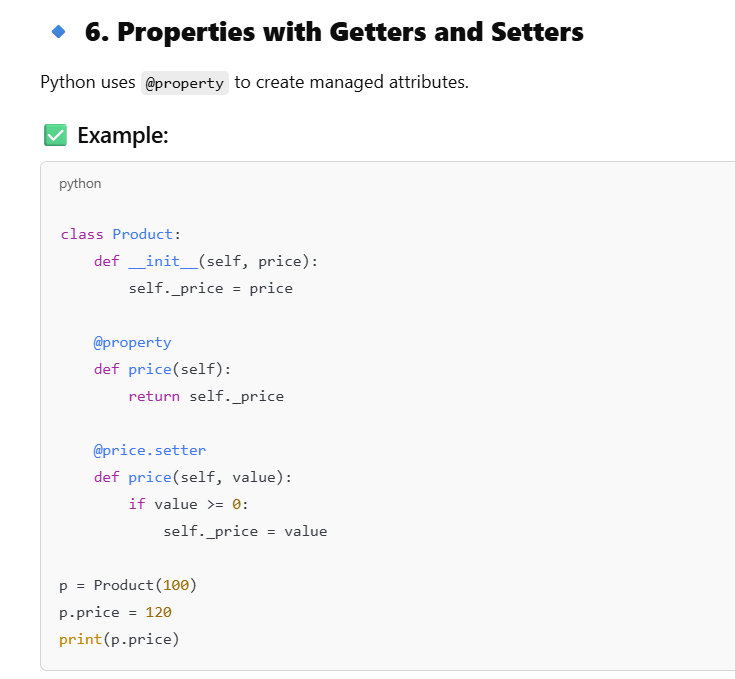 6. Properties with Getters and Setters
Python uses @property to create managed attributes.
Example:
python
class Product:
    def __init__(self, price):
        self._price = price
    @property
    def price(self):
        return self._price
    @price.setter
    def price(self, value):
        if value >= 0:
            self._price = value
p = Product(100)
p.price = 120
print(p.price)